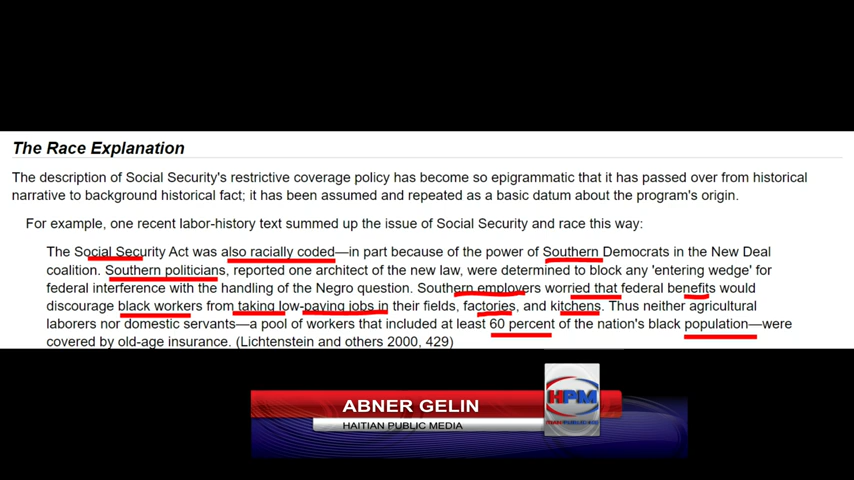 The Race Explanation
The description of Social Security's restrictive coverage policy has become so epigrammatic that it has passed over from historical
narrative to background historical fact; it has been assumed and repeated as a basic datum about the program's origin.
For example, one recent labor-history text summed up the issue of Social Security and race this way:
The Social Security Act was also racially coded—in part because of the power of Southern Democrats in the New Deal
coalition. Southern politicians, reported one architect of the new law, were determined to block any 'entering wedge' for
federal interference with the handling of the Negro question. Southern employers worried that federal benefits would
discourage black workers from taking low-paying jobs in their fields, factories, and kitchens. Thus neither agricultural
laborers nor domestic servants—a pool of workers that included at least 60 percent of the nation's black population—were
covered by old-age insurance. (Lichtenstein and others 2000, 429)
ABNER GELIN
HPM
HAITIAN PUBLIC MEDIA